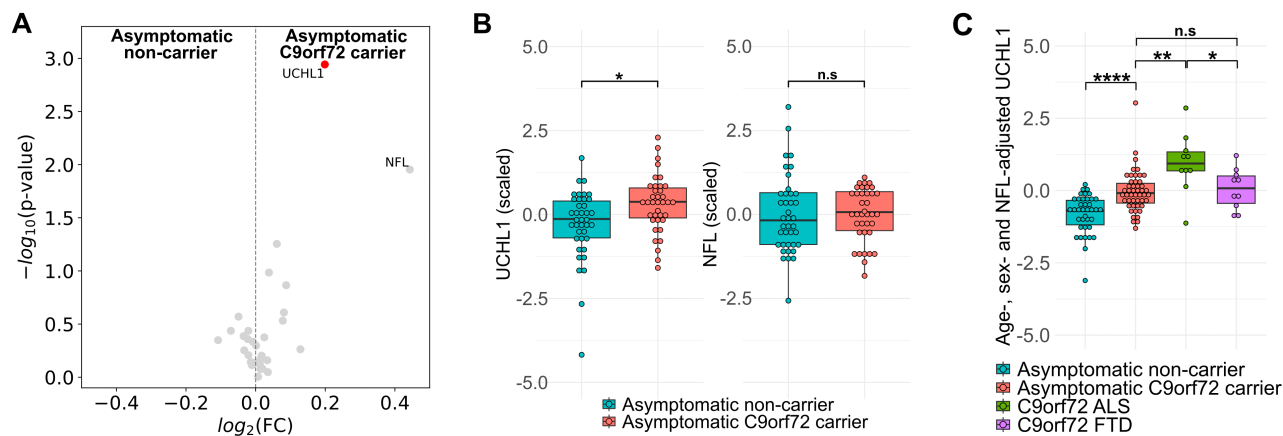 A
Asymptomatic
non-carrier
Asymptomatic
C9orf72 carrier
UCHL1
NFL
3.0
2.5
2.0
1.5
1.0
0.5
0.0
−log10(p-value)
−0.4
−0.2
0.0
0.2
0.4
log2(FC)
B
5.0
2.5
0.0
-2.5
-5.0
UCHL1 (scaled)
*
5.0
2.5
0.0
-2.5
-5.0
NFL (scaled)
n.s
Asymptomatic non-carrier
Asymptomatic C9orf72 carrier
C
n.s
**
*
****
5.0
2.5
0.0
-2.5
-5.0
Age-, sex- and NFL-adjusted UCHL1
Asymptomatic non-carrier
Asymptomatic C9orf72 carrier
C9orf72 ALS
C9orf72 FTD